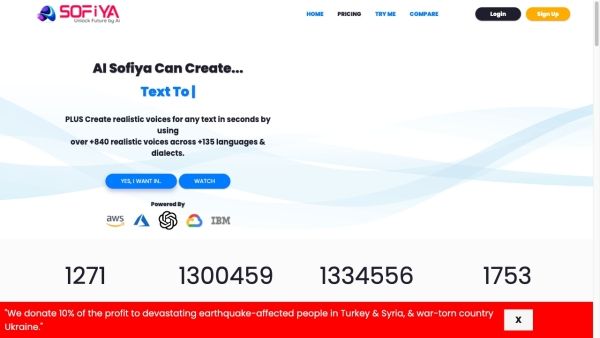 SOFiYA
Unlock Future by Ai
HOME PRICING TRY ME COMPARE Login Sign Up
AI Sofiya Can Create...
Text To |
PLUS Create realistic voices for any text in seconds by
using
over +840 realistic voices across +135 languages &
dialects.
YES, I WANT IN.. WATCH
Powered By
aws IBM
1271 1300459 1334556 1753
"We donate 10% of the profit to devastating earthquake-affected people in Turkey & Syria, & war-torn country
Ukraine."
X